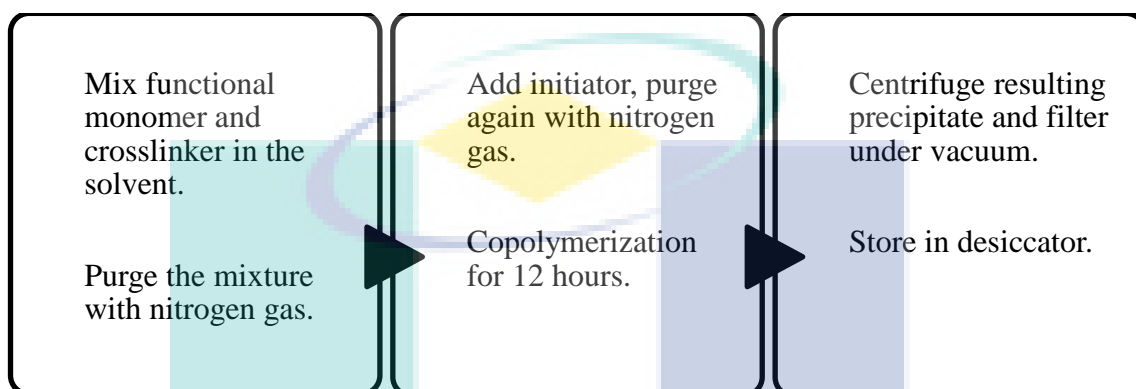 Mix functional
monomer and
crosslinker in the
solvent.
Purge the mixture
with nitrogen gas.
Add initiator, purge
again with nitrogen
gas.
Copolymerization
for 12 hours.
Centrifuge resulting
precipitate and filter
under vacuum.
Store in desiccator.